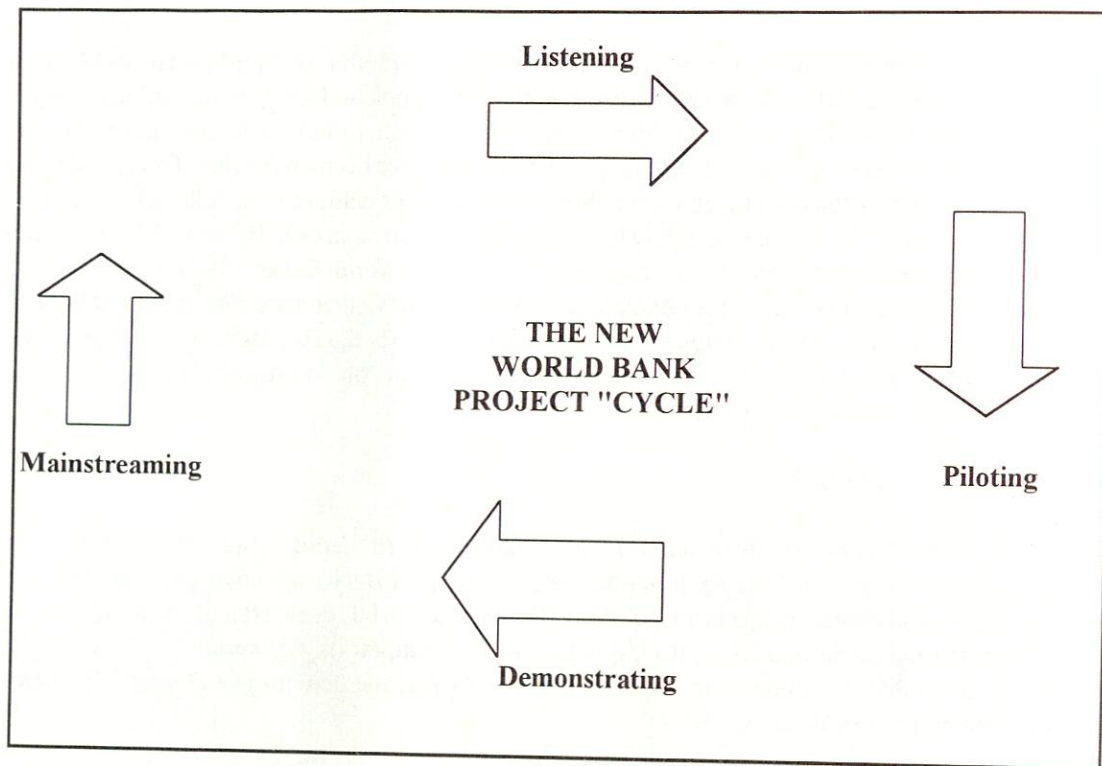 Listening
THE NEW
WORLD BANK
PROJECT "CYCLE"
Mainstreaming
Piloting
Demonstrating